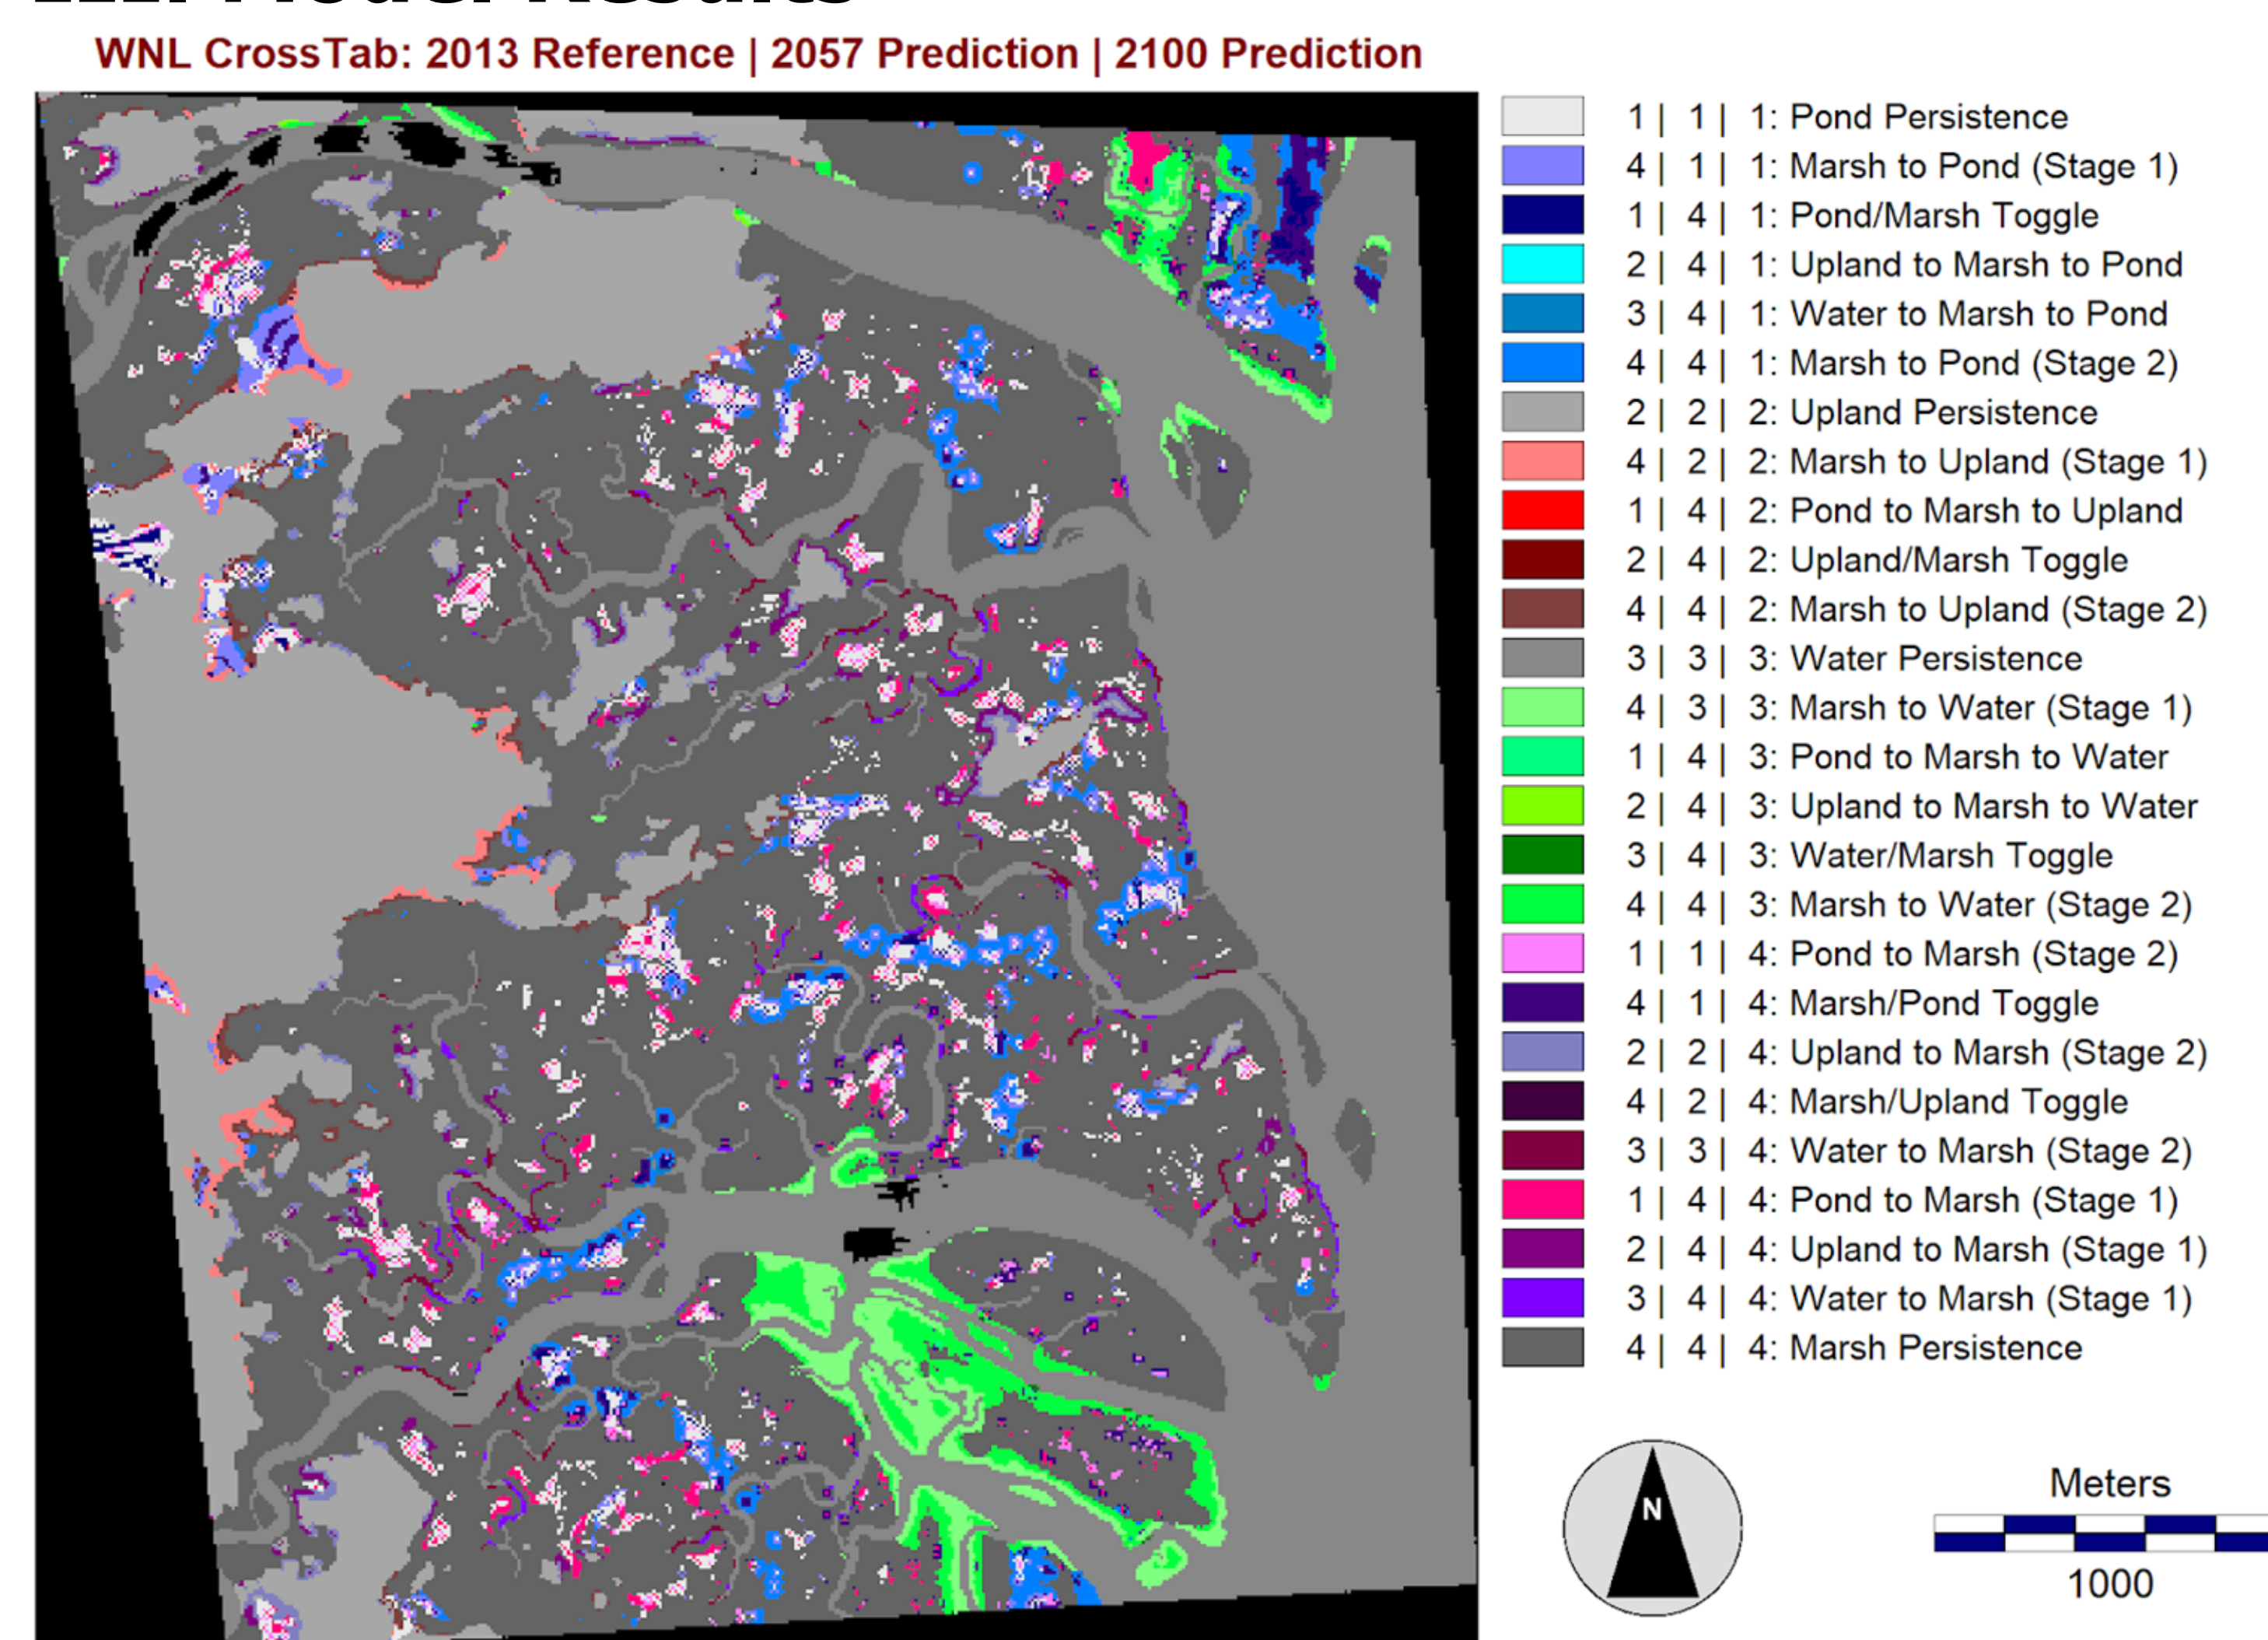 III. Model Results
WNL CrossTab: 2013 Reference | 2057 Prediction | 2100 Prediction
1 | 1 | 1: Pond Persistence
4 | 1 | 1: Marsh to Pond (Stage 1)
1 | 4 | 1: Pond/Marsh Toggle
2 | 4 | 1: Upland to Marsh to Pond
3 | 4 | 1: Water to Marsh to Pond
4 | 4 | 1: Marsh to Pond (Stage 2)
2 | 2 | 2: Upland Persistence
4 | 2 | 2: Marsh to Upland (Stage 1)
1 | 4 | 2: Pond to Marsh to Upland
2 | 4 | 2: Upland/Marsh Toggle
4 | 4 | 2: Marsh to Upland (Stage 2)
3 | 3 | 3: Water Persistence
4 | 3 | 3: Marsh to Water (Stage 1)
1 | 4 | 3: Pond to Marsh to Water
2 | 4 | 3: Upland to Marsh to Water
3 | 4 | 3: Water/Marsh Toggle
4 | 4 | 3: Marsh to Water (Stage 2)
1 | 1 | 4: Pond to Marsh (Stage 2)
4 | 1 | 4: Marsh/Pond Toggle
2 | 2 | 4: Upland to Marsh (Stage 2)
4 | 2 | 4: Marsh/Upland Toggle
3 | 3 | 4: Water to Marsh (Stage 2)
1 | 4 | 4: Pond to Marsh (Stage 1)
2 | 4 | 4: Upland to Marsh (Stage 1)
3 | 4 | 4: Water to Marsh (Stage 1)
4 | 4 | 4: Marsh Persistence
N
Meters
1000